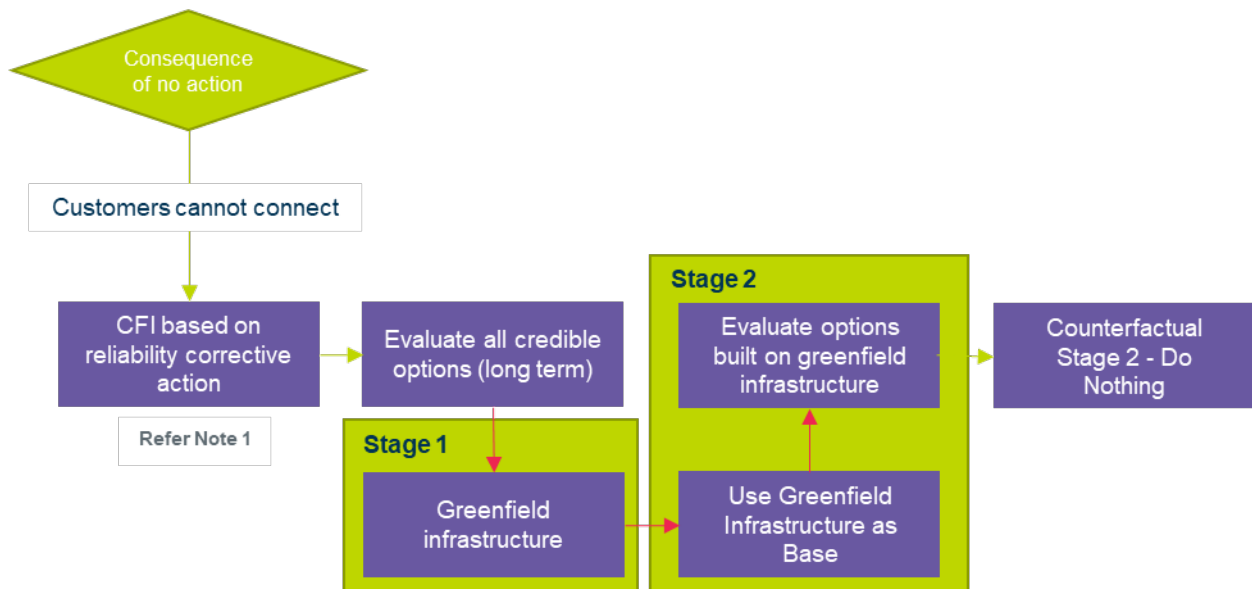 Consequence
of no action
Customers cannot connect
CFI based on
reliability corrective
action
Refer Note 1
Evaluate all credible
options (long term)
Stage 1
Greenfield
infrastructure
Stage 2
Evaluate options
built on greenfield
infrastructure
Use Greenfield
Infrastructure as
Base
Counterfactual
Stage 2 - Do
Nothing